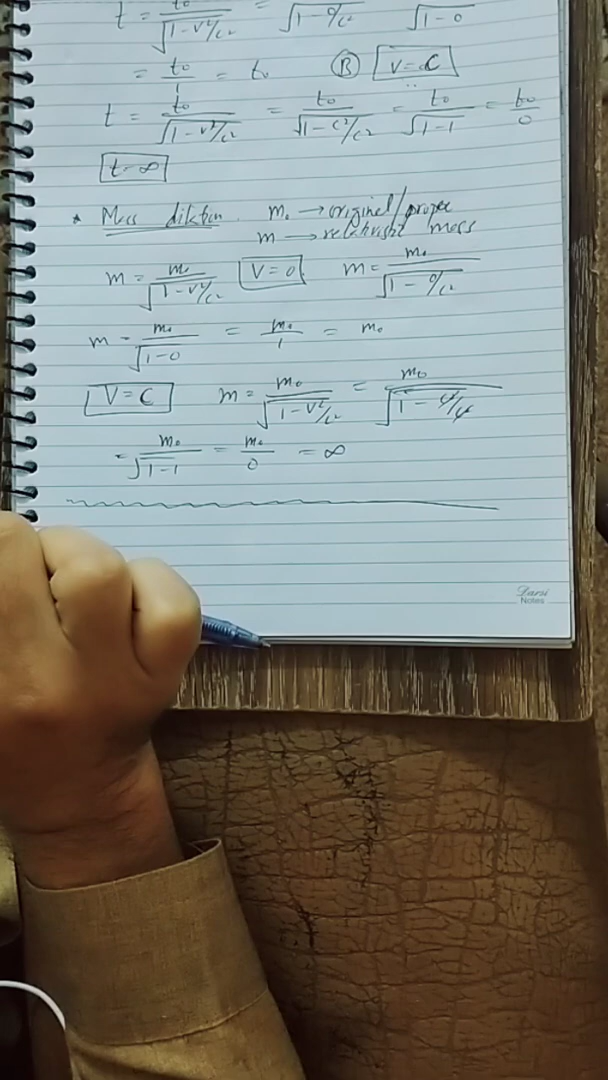 t = t₀/√(1-v²/c²) = √(1-0/c²) √(1-0)
= t₀/1 = t₀ (B) V = C
t = t₀/√(1-v²/c²) = t₀/√(1-c²/c²) = t₀/√(1-1) = t₀/0
t = ∞
* Mass dilation. m₀ → original/proper
m → relativistic mass
m = m₀/√(1-v²/c²) V = 0 m = m₀/√(1-0/c²)
m = m₀/√(1-0) = m₀/1 = m₀
V = C m = m₀/√(1-v²/c²) = m₀/√(1-c²/c²)
= m₀/√(1-1) = m₀/0 = ∞
Darsi
Notes